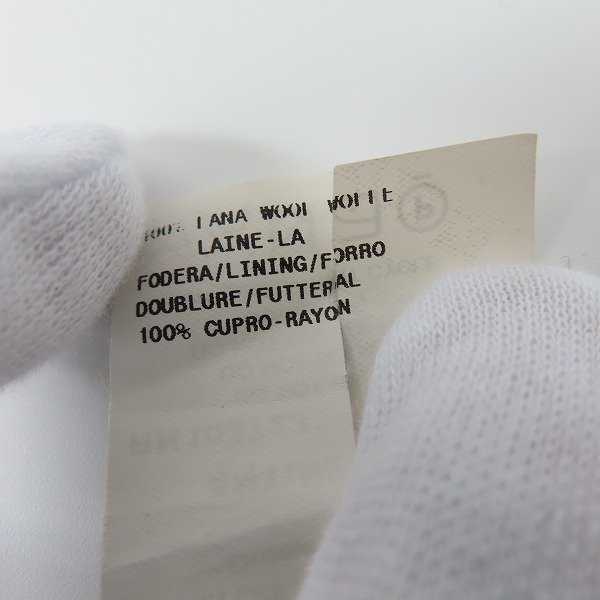 100% LANA WOOL WOLLE
LAINE-LA
FODERA/LINING/FORRO
DOUBLURE/FUTTERAL
100% CUPRO-RAYON